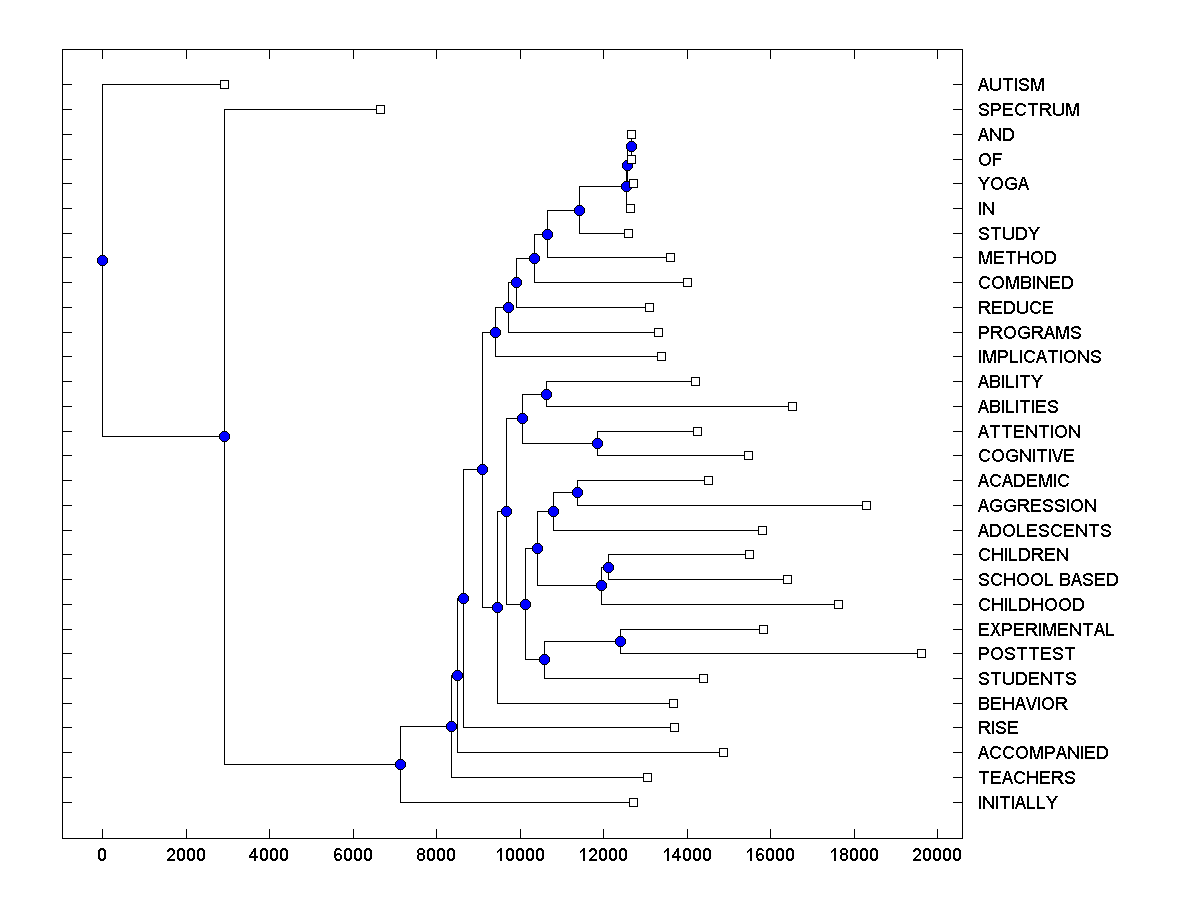 AUTISM
SPECTRUM
AND
OF
YOGA
IN
STUDY
METHOD
COMBINED
REDUCE
PROGRAMS
IMPLICATIONS
ABILITY
ABILITIES
ATTENTION
COGNITIVE
ACADEMIC
AGGRESSION
ADOLESCENTS
CHILDREN
SCHOOL BASED
CHILDHOOD
EXPERIMENTAL
POSTTEST
STUDENTS
BEHAVIOR
RISE
ACCOMPANIED
TEACHERS
INITIALLY
0 2000 4000 6000 8000 10000 12000 14000 16000 18000 20000